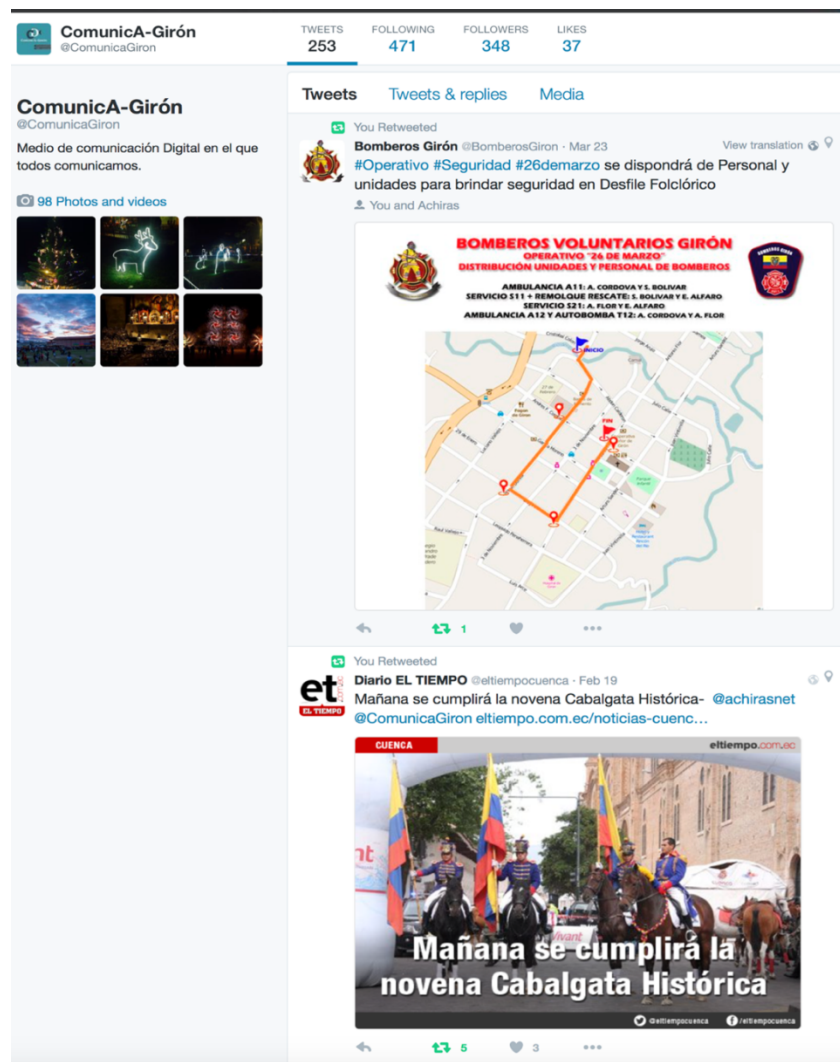 ComunicA-Girón
@ComunicaGiron
TWEETS
253
FOLLOWING
471
FOLLOWERS
348
LIKES
37
ComunicA-Girón
@ComunicaGiron
Medio de comunicación Digital en el que
todos comunicamos.
98 Photos and videos
Tweets Tweets & replies Media
You Retweeted
Bomberos Girón @BomberosGiron · Mar 23 View translation
#Operativo #Seguridad #26demarzo se dispondrá de Personal y
unidades para brindar seguridad en Desfile Folclórico
You and Achiras
BOMBEROS VOLUNTARIOS GIRÓN
OPERATIVO "26 DE MARZO"
DISTRIBUCIÓN UNIDADES Y PERSONAL DE BOMBEROS
AMBULANCIA A11: A. CORDOVA Y S. BOLIVAR
SERVICIO S11 + REMOLQUE RESCATE: S. BOLIVAR Y E. ALFARO
SERVICIO S21: A. FLOR Y E. ALFARO
AMBULANCIA A12 Y AUTOBOMBA T12: A. CORDOVA Y A. FLOR
INICIO
FIN
1
You Retweeted
Diario EL TIEMPO @eltiempocuenca · Feb 19
et
EL TIEMPO
Mañana se cumplirá la novena Cabalgata Histórica- @achirasnet
@ComunicaGiron eltiempo.com.ec/noticias-cuenc…
CUENCA
eltiempo.com.ec
Mañana se cumplirá la
novena Cabalgata Histórica
@eltiempocuenca /eltiempocuenca
5 3